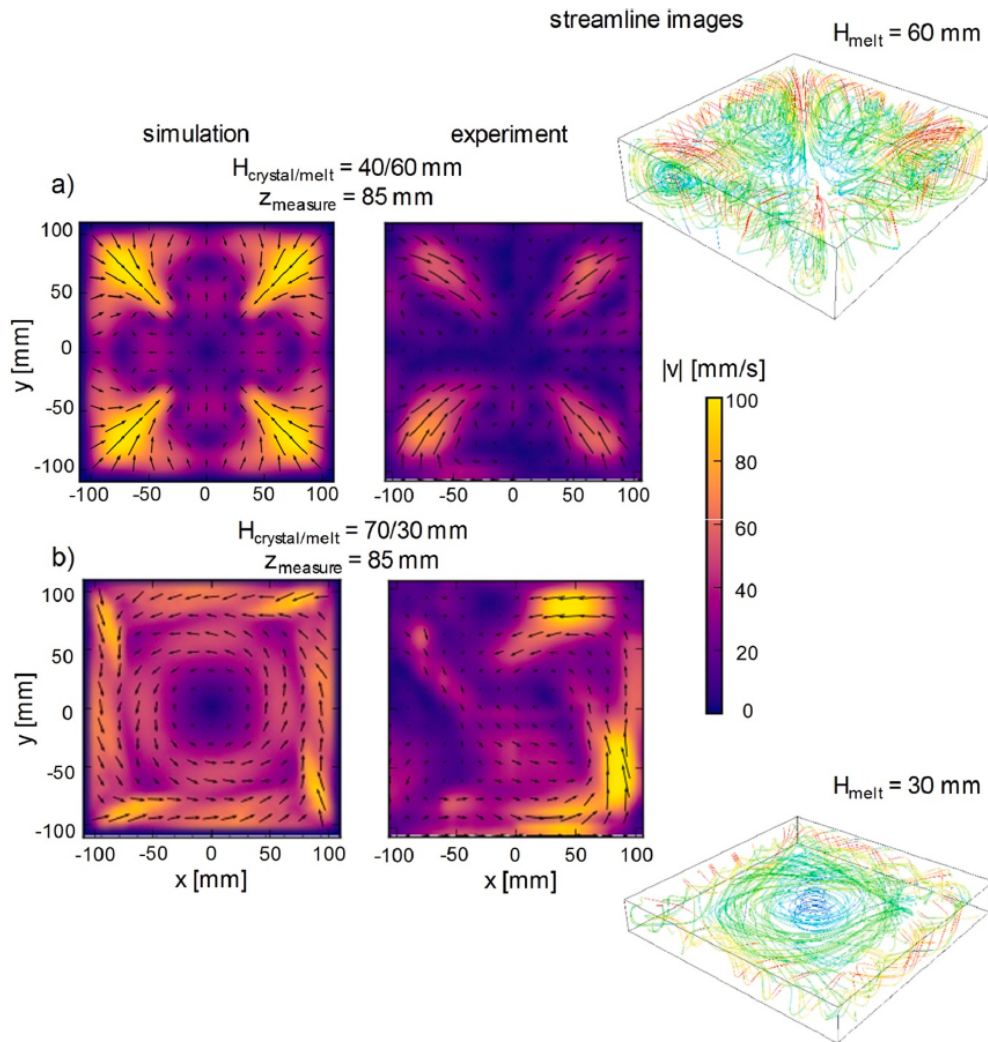 streamline images
H_melt = 60 mm
simulation
experiment
a)
H_crystal/melt = 40/60 mm
z_measure = 85 mm
100
50
0
-50
-100
y [mm]
-100 -50 0 50 100
-100 -50 0 50 100
|v| [mm/s]
100
80
60
40
20
0
b)
H_crystal/melt = 70/30 mm
z_measure = 85 mm
100
50
0
-50
-100
y [mm]
-100 -50 0 50 100
x [mm]
-100 -50 0 50 100
x [mm]
H_melt = 30 mm